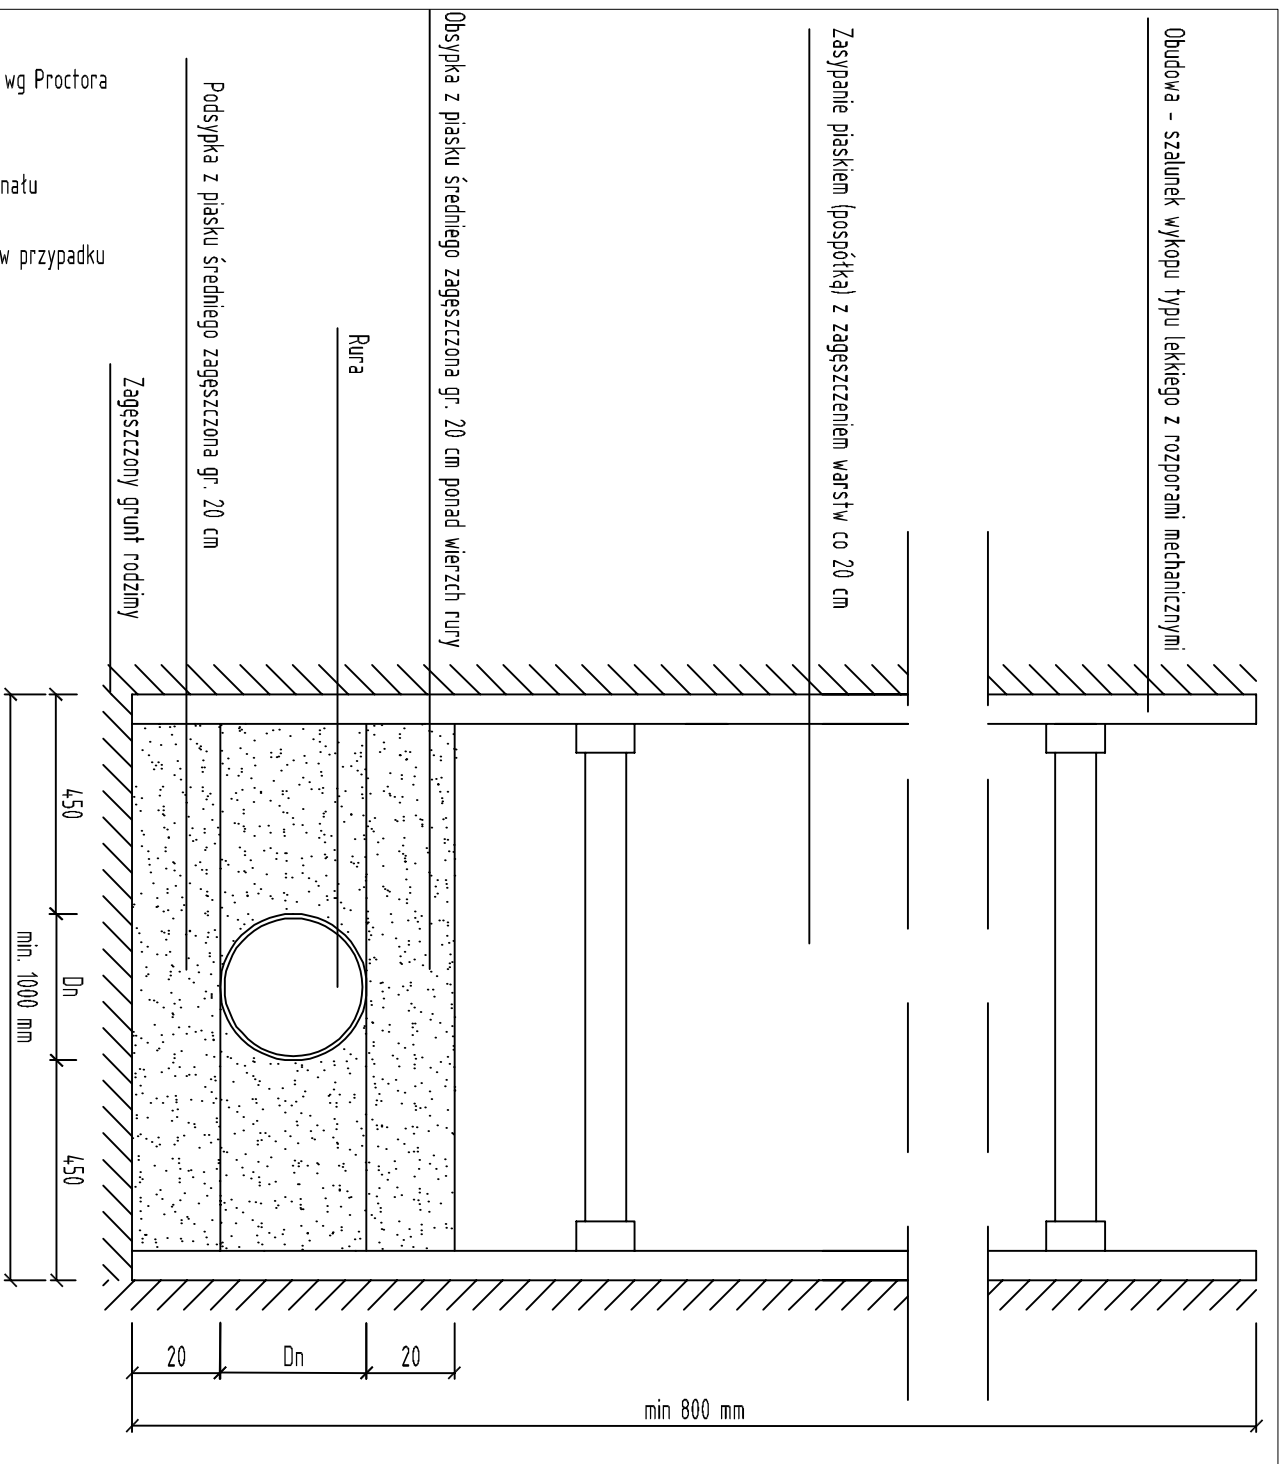 Obudowa - szalunek wykopu typu lekkiego z rozporami mechanicznymi
Zasypanie piaskiem (pospółką) z zagęszczeniem warstw co 20 cm
Obsypka z piasku średniego zagęszczona gr. 20 cm ponad wierzch rury
Rura
Podsypka z piasku średniego zagęszczona gr. 20 cm
Zagęszczony grunt rodzimy
wg Proctora
nału
w przypadku
450
Dn
450
min. 1000 mm
20
Dn
20
min 800 mm